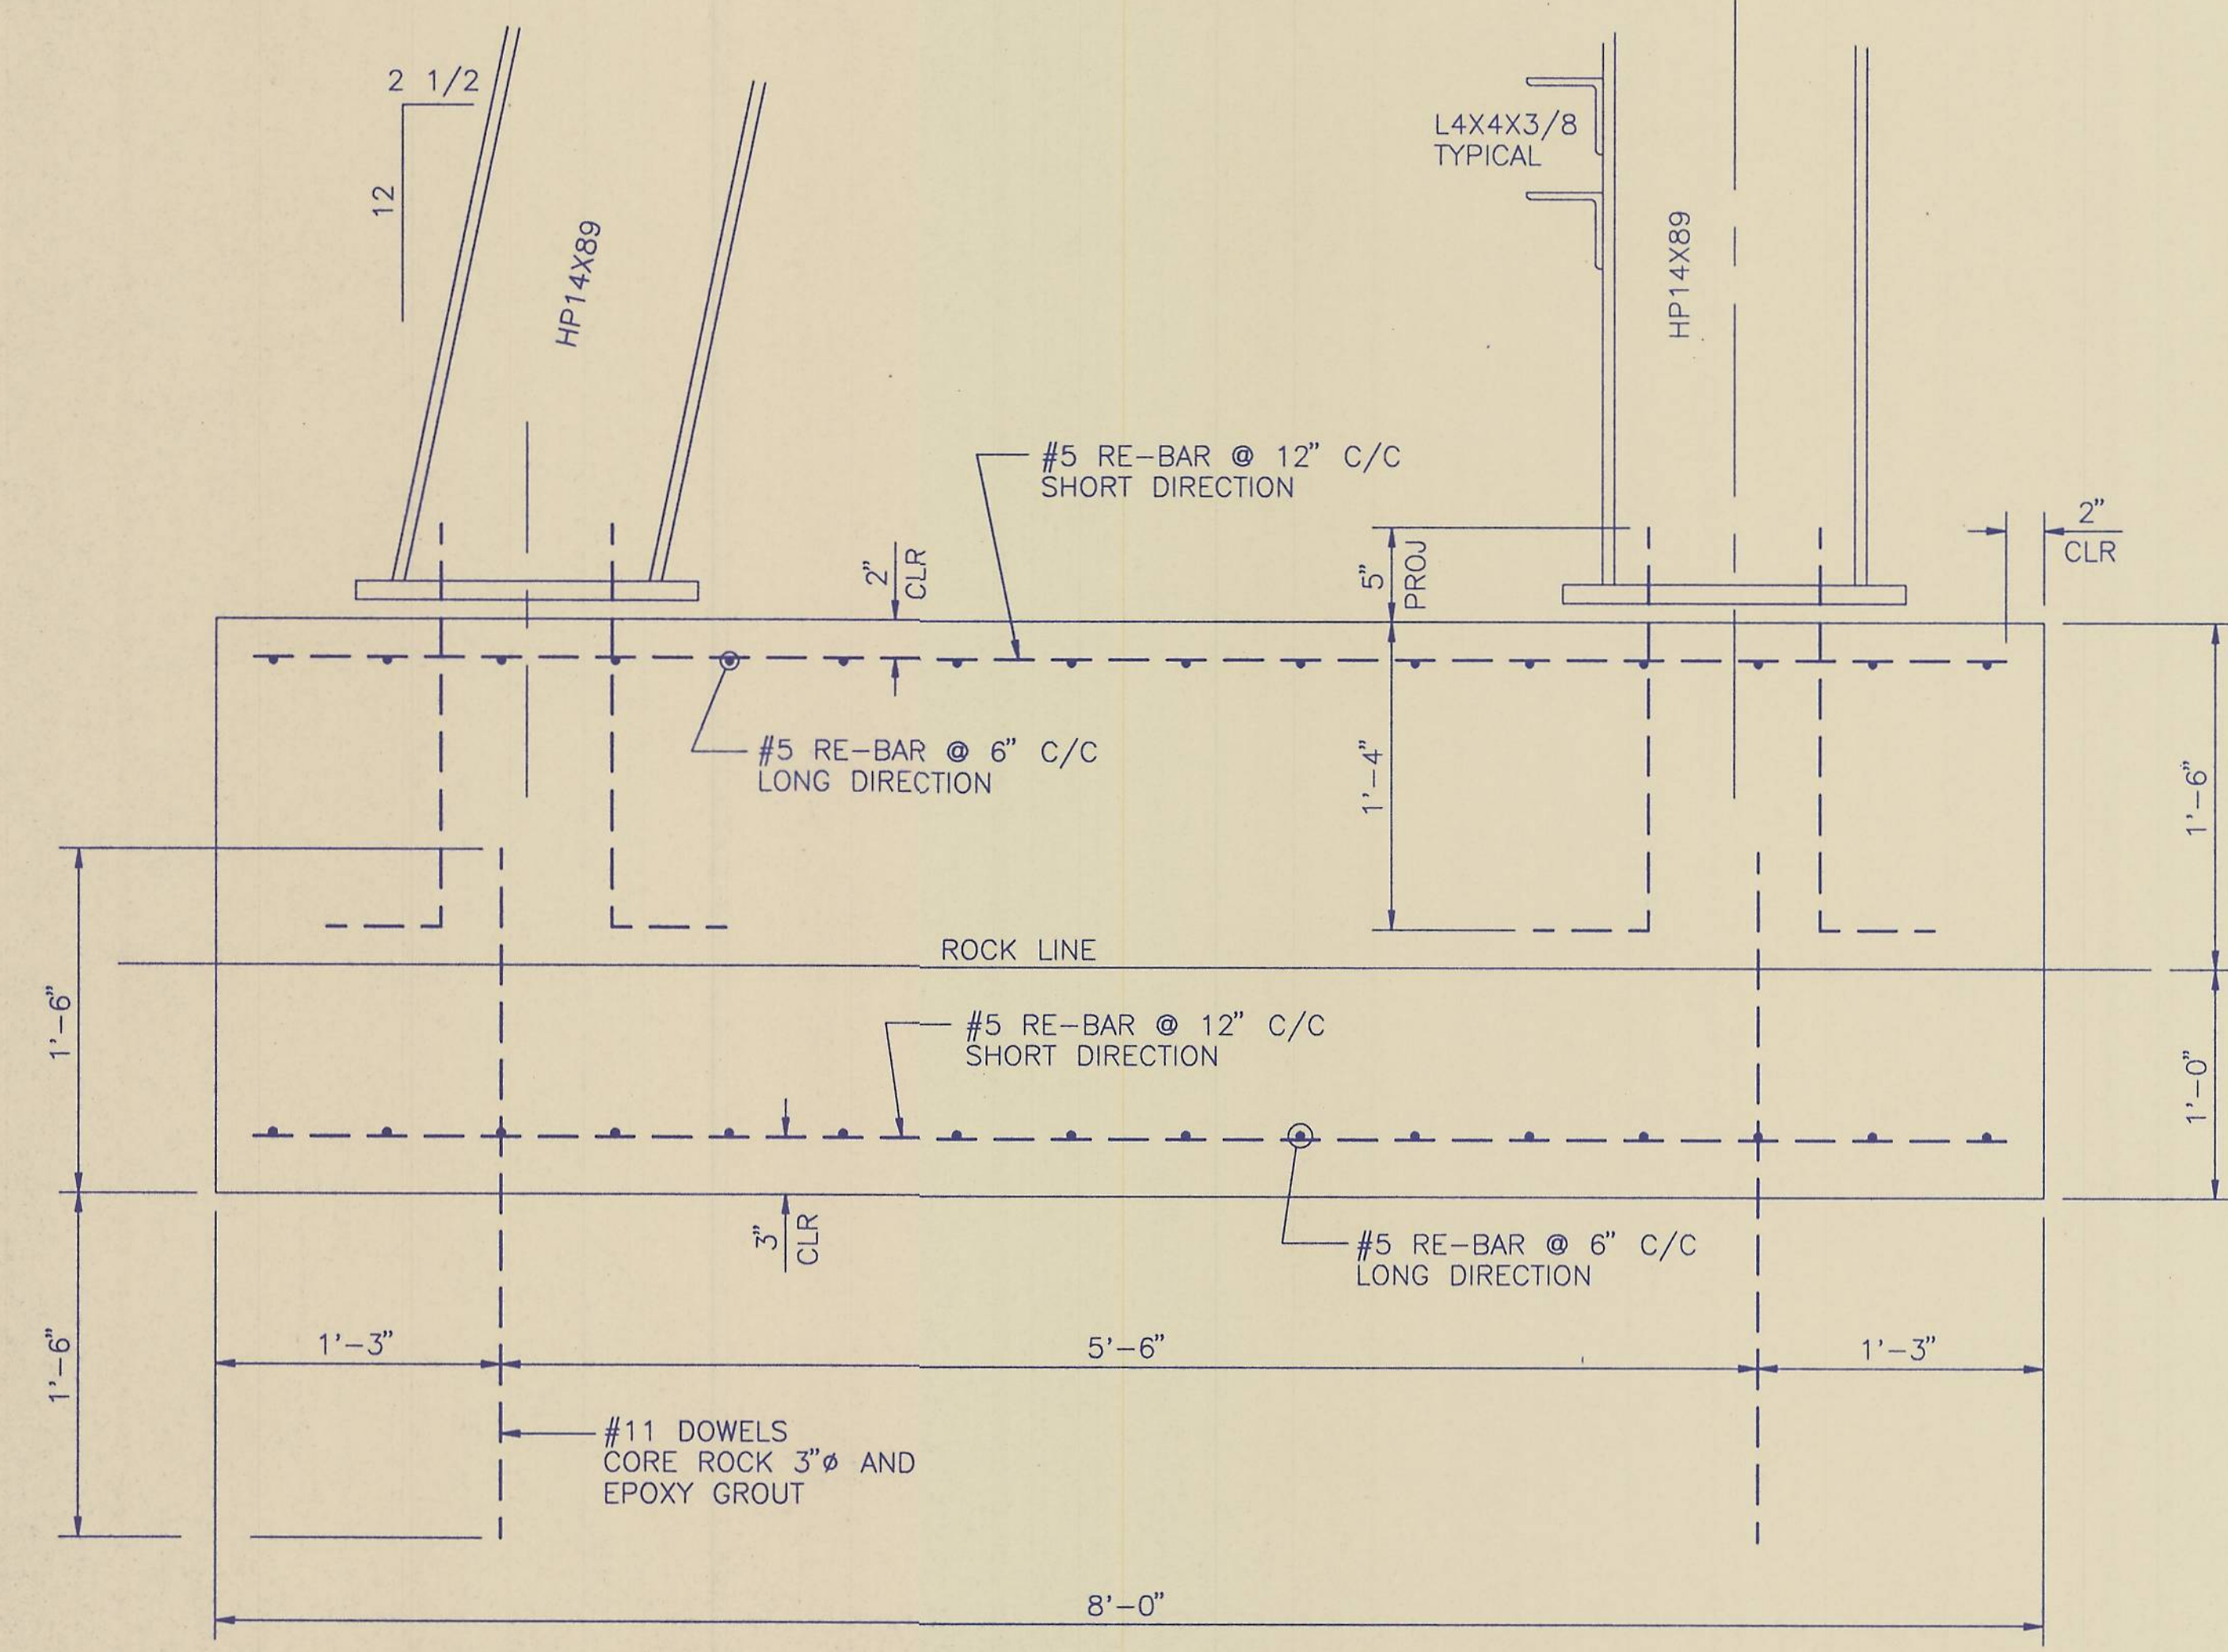 2 1/2
12
HP14X89
L4X4X3/8
TYPICAL
HP14X89
#5 RE-BAR @ 12" C/C
SHORT DIRECTION
2"
CLR
5"
PROJ
2"
CLR
#5 RE-BAR @ 6" C/C
LONG DIRECTION
1'-4"
1'-6"
ROCK LINE
1'-6"
#5 RE-BAR @ 12" C/C
SHORT DIRECTION
1'-0"
3"
CLR
#5 RE-BAR @ 6" C/C
LONG DIRECTION
1'-6"
1'-3"
5'-6"
1'-3"
#11 DOWELS
CORE ROCK 3"ø AND
EPOXY GROUT
8'-0"